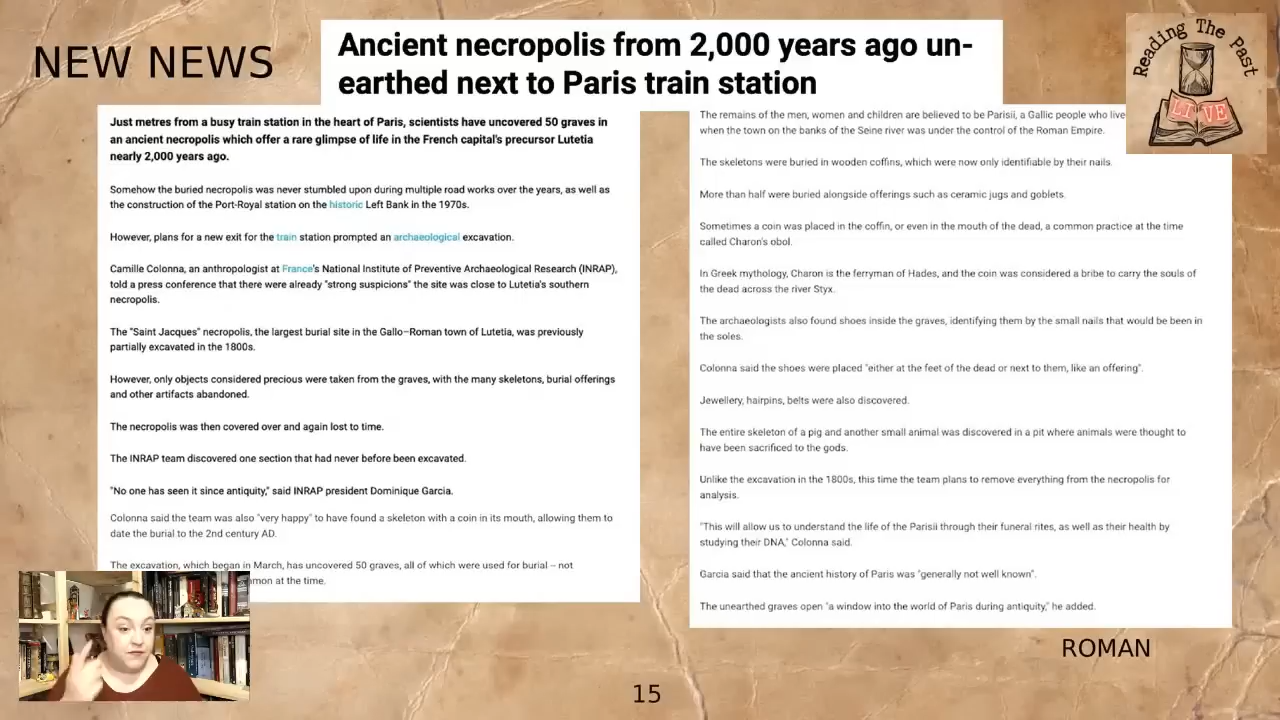 NEW NEWS
Ancient necropolis from 2,000 years ago un-
earthed next to Paris train station
Reading The Past
LIVE
Just metres from a busy train station in the heart of Paris, scientists have uncovered 50 graves in
an ancient necropolis which offer a rare glimpse of life in the French capital's precursor Lutetia
nearly 2,000 years ago.
Somehow the buried necropolis was never stumbled upon during multiple road works over the years, as well as
the construction of the Port-Royal station on the historic Left Bank in the 1970s.
However, plans for a new exit for the train station prompted an archaeological excavation.
Camille Colonna, an anthropologist at France's National Institute of Preventive Archaeological Research (INRAP),
told a press conference that there were already "strong suspicions" the site was close to Lutetia's southern
necropolis.
The "Saint Jacques" necropolis, the largest burial site in the Gallo-Roman town of Lutetia, was previously
partially excavated in the 1800s.
However, only objects considered precious were taken from the graves, with the many skeletons, burial offerings
and other artifacts abandoned.
The necropolis was then covered over and again lost to time.
The INRAP team discovered one section that had never before been excavated.
"No one has seen it since antiquity," said INRAP president Dominique Garcia.
Colonna said the team was also "very happy" to have found a skeleton with a coin in its mouth, allowing them to
date the burial to the 2nd century AD.
The excavation, which began in March, has uncovered 50 graves, all of which were used for burial -- not
at the time.
The remains of the men, women and children are believed to be Parisii, a Gallic people who
when the town on the banks of the Seine river was under the control of the Roman Empire.
The skeletons were buried in wooden coffins, which were now only identifiable by their nails.
More than half were buried alongside offerings such as ceramic jugs and goblets.
Sometimes a coin was placed in the coffin, or even in the mouth of the dead, a common practice at the time
called Charon's obol.
In Greek mythology, Charon is the ferryman of Hades, and the coin was considered a bribe to carry the souls of
the dead across the river Styx.
The archaeologists also found shoes inside the graves, identifying them by the small nails that would be been in
the soles.
Colonna said the shoes were placed "either at the feet of the dead or next to them, like an offering".
Jewellery, hairpins, belts were also discovered.
The entire skeleton of a pig and another small animal was discovered in a pit where animals were thought to
have been sacrificed to the gods.
Unlike the excavation in the 1800s, this time the team plans to remove everything from the necropolis for
analysis.
"This will allow us to understand the life of the Parisii through their funeral rites, as well as their health by
studying their DNA," Colonna said.
Garcia said that the ancient history of Paris was "generally not well known".
The unearthed graves open "a window into the world of Paris during antiquity," he added.
ROMAN
15